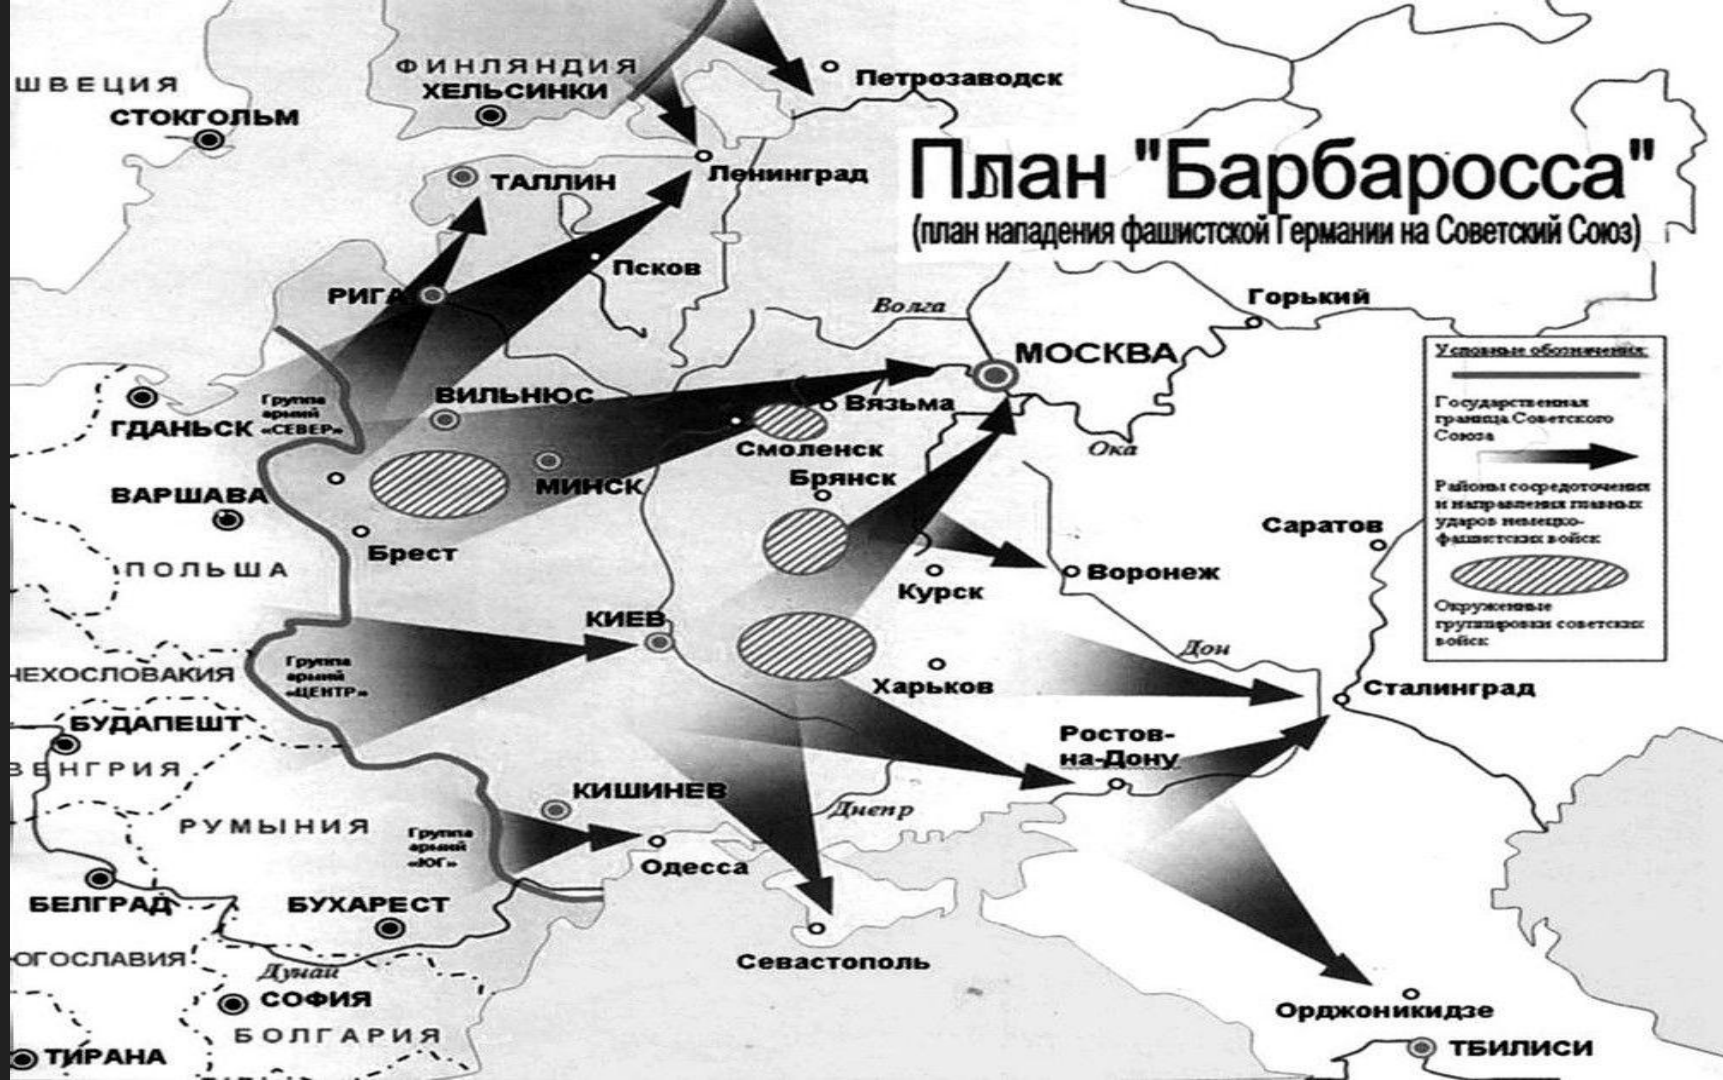 План "Барбаросса"
(план нападения фашистской Германии на Советский Союз)
ШВЕЦИЯ
СТОКГОЛЬМ
ФИНЛЯНДИЯ
ХЕЛЬСИНКИ
Петрозаводск
ТАЛЛИН
Ленинград
Псков
РИГА
Волга
Горький
МОСКВА
ВИЛЬНЮС
Вязьма
ГДАНЬСК
Группа
армий
«СЕВЕР»
Смоленск
Ока
Брянск
ВАРШАВА
МИНСК
Брест
ПОЛЬША
Курск
Воронеж
Саратов
КИЕВ
Дон
ЧЕХОСЛОВАКИЯ
Группа
армий
«ЦЕНТР»
Харьков
Сталинград
БУДАПЕШТ
Ростов-
на-Дону
ВЕНГРИЯ
КИШИНЕВ
Днепр
РУМЫНИЯ
Группа
армий
«ЮГ»
Одесса
БЕЛГРАД
БУХАРЕСТ
Севастополь
ЮГОСЛАВИЯ
Дунай
СОФИЯ
Орджоникидзе
БОЛГАРИЯ
ТИРАНА
ТБИЛИСИ
Условные обозначения:
Государственная
граница Советского
Союза
Районы сосредоточения
и направления главных
ударов немецко-
фашистских войск
Окруженные
группировки советских
войск